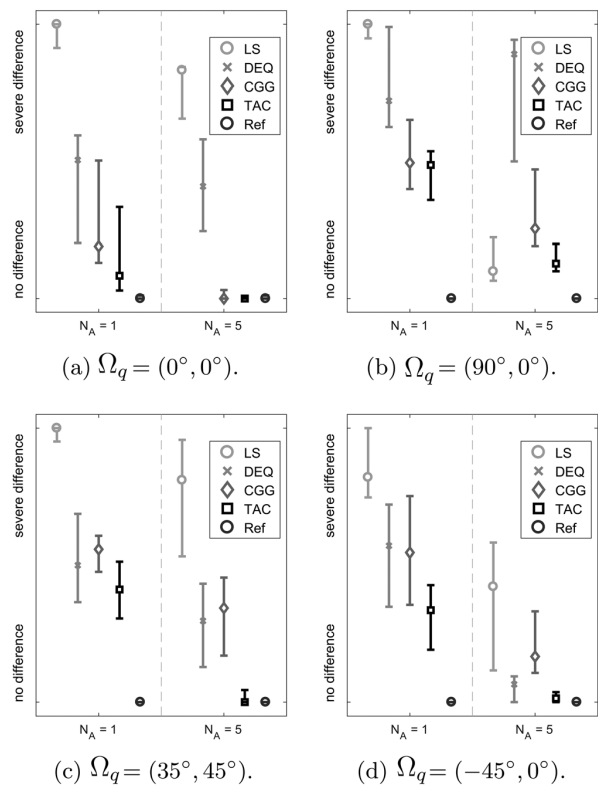 severe difference
no difference
LS
DEQ
CGG
TAC
Ref
N_A = 1
N_A = 5
(a) Ω_q = (0°, 0°).
severe difference
no difference
LS
DEQ
CGG
TAC
Ref
N_A = 1
N_A = 5
(b) Ω_q = (90°, 0°).
severe difference
no difference
LS
DEQ
CGG
TAC
Ref
N_A = 1
N_A = 5
(c) Ω_q = (35°, 45°).
severe difference
no difference
LS
DEQ
CGG
TAC
Ref
N_A = 1
N_A = 5
(d) Ω_q = (−45°, 0°).